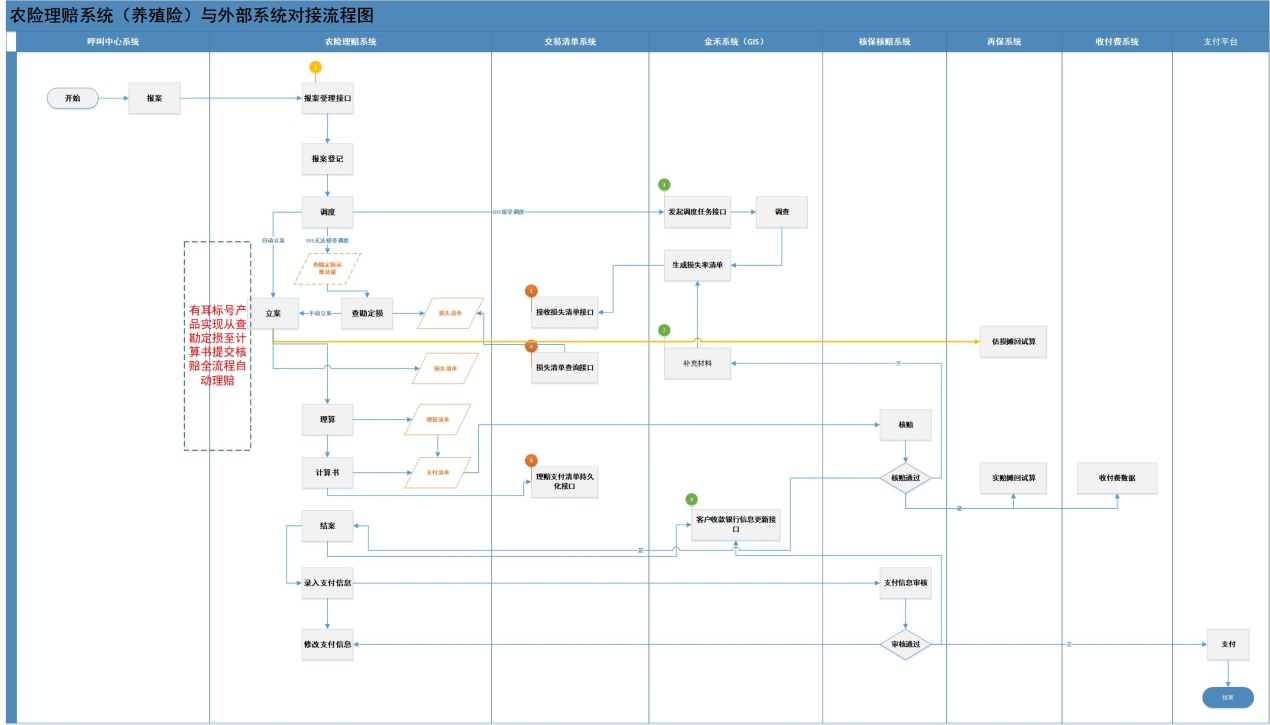 农险理赔系统（养殖险）与外部系统对接流程图
呼叫中心系统
农险理赔系统
交易清单系统
金禾系统（GIS）
核保核赔系统
再保系统
收付费系统
支付平台
1
开始
报案
报案受理接口
报案登记
1
调度
GIS接受调度
发起调度任务接口
调查
自动立案
GIS无法接受调度
生成损失率清单
1
有耳标号产
品实现从查
勘定损至计
算书提交核
赔全流程自
动理赔
立案
手动立案
查勘定损
损失清单
接收损失清单接口
2
2
估损摊回试算
损失清单
损失清单查询接口
补充材料
否
理算
理算清单
核赔
3
计算书
支付清单
理赔支付清单持久
化接口
核赔通过
实赔摊回试算
收付费数据
是
结案
客户收款银行信息更新接
口
是
录入支付信息
支付信息审核
修改支付信息
审核通过
是
支付
结束